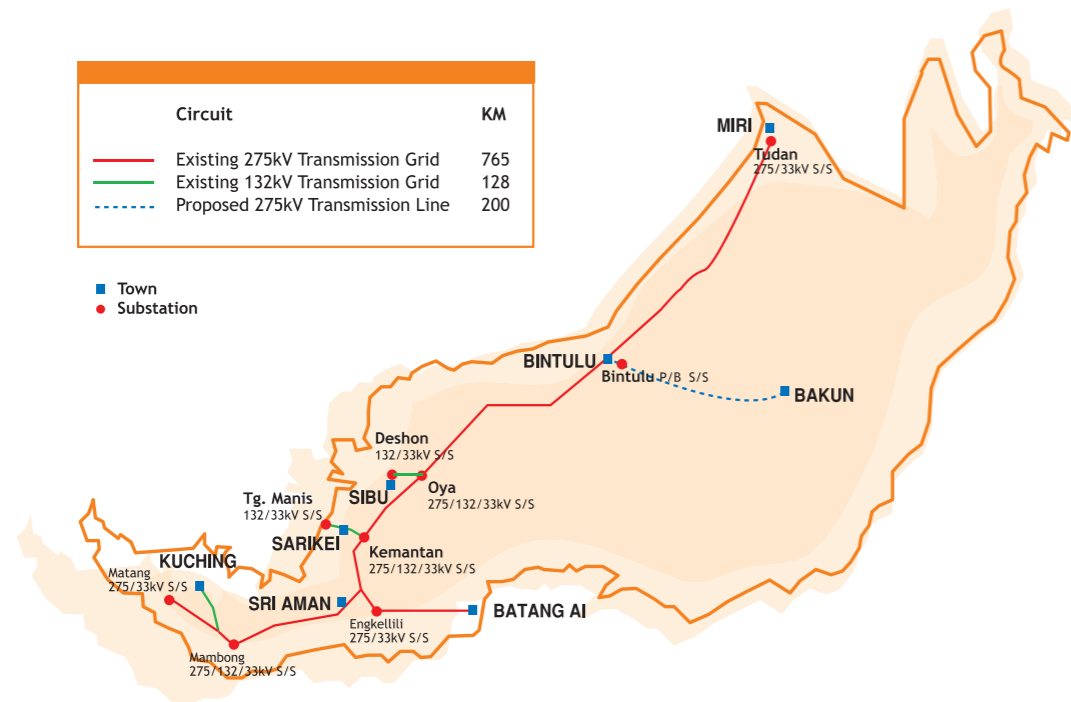 Circuit KM
Existing 275kV Transmission Grid 765
Existing 132kV Transmission Grid 128
Proposed 275kV Transmission Line 200
Town
Substation
MIRI
Tudan
275/33kV S/S
BINTULU
Bintulu P/B S/S
BAKUN
Deshon
132/33kV S/S
SIBU
Oya
275/132/33kV S/S
Tg. Manis
132/33kV S/S
SARIKEI
Kemantan
275/132/33kV S/S
KUCHING
Matang
275/33kV S/S
SRI AMAN
BATANG AI
Engkellili
275/33kV S/S
Mambong
275/132/33kV S/S